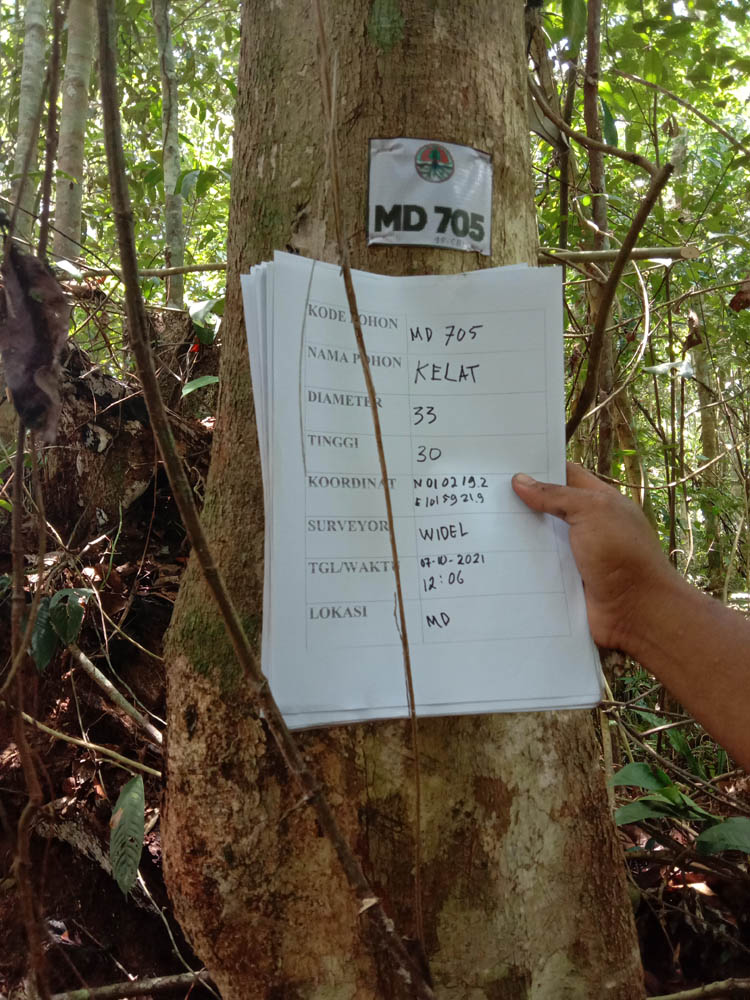 MD 705
KODE POHON MD 705
NAMA POHON KELAT
DIAMETER 33
TINGGI 30
KOORDINAT N 01 02 19.2
E 101 59 21.9
SURVEYOR WIDEL
TGL/WAKTU 07-10-2021
12:06
LOKASI MD